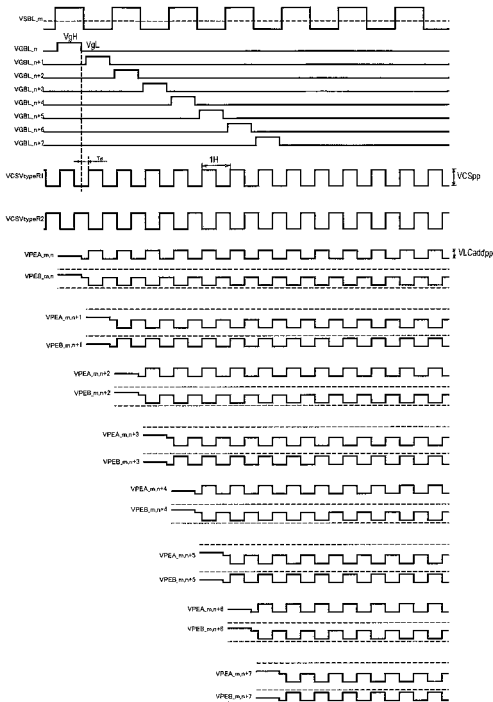 VSBL_m
VgH
VGBL_n
VgL
VGBL_n+1
VGBL_n+2
VGBL_n+3
VGBL_n+4
VGBL_n+5
VGBL_n+6
VGBL_n+7
1H
VCSVtypeR1
VCSpp
VCSVtypeR2
VPEA_m,n
VLCaddpp
VPEB_m,n
VPEA_m,n+1
VPEB_m,n+1
VPEA_m,n+2
VPEB_m,n+2
VPEA_m,n+3
VPEB_m,n+3
VPEA_m,n+4
VPEB_m,n+4
VPEA_m,n+5
VPEB_m,n+5
VPEA_m,n+6
VPEB_m,n+6
VPEA_m,n+7
VPEB_m,n+7